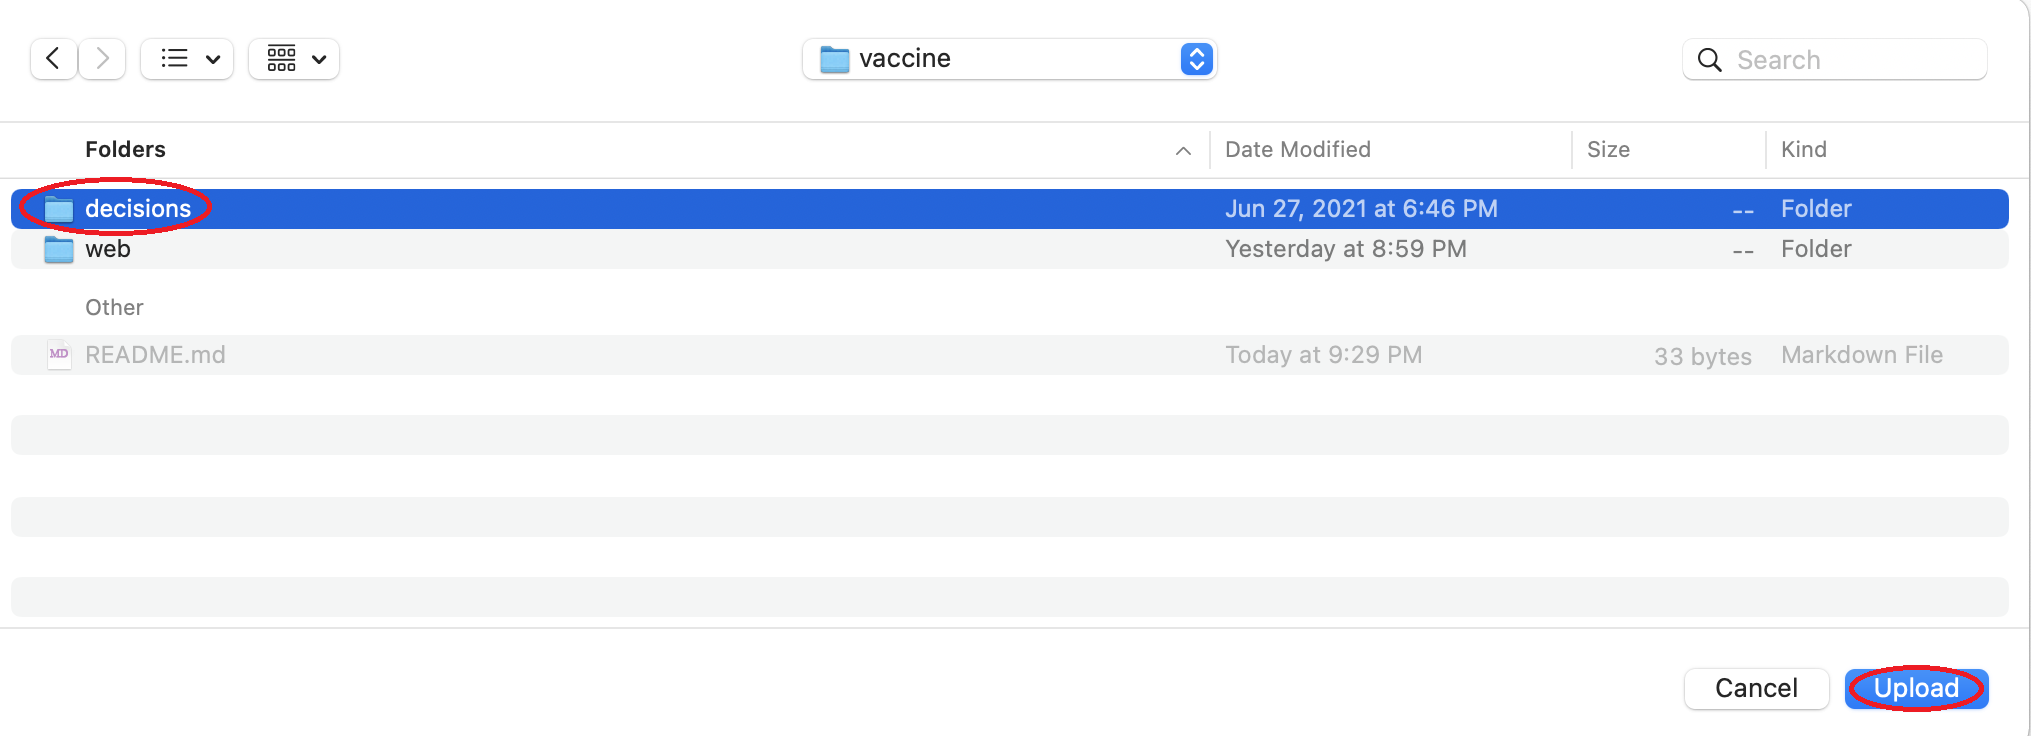 vaccine
Search
Folders Date Modified Size Kind
decisions Jun 27, 2021 at 6:46 PM -- Folder
web Yesterday at 8:59 PM -- Folder
Other
MD README.md Today at 9:29 PM 33 bytes Markdown File
Cancel Upload